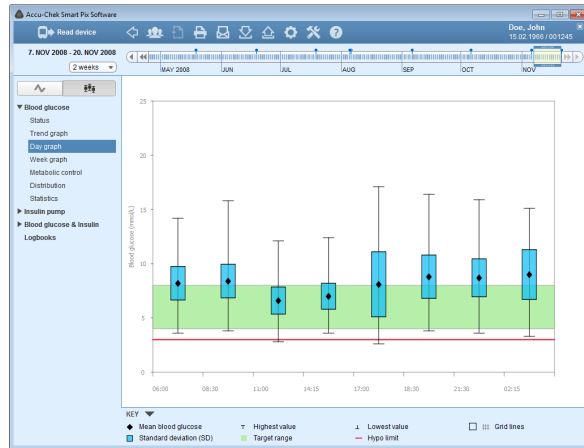 Accu-Chek Smart Pix Software
Read device
Doe, John
15.02.1966 / 001245
7. NOV 2008 - 20. NOV 2008
2 weeks
MAY 2008 JUN JUL AUG SEP OCT NOV
Blood glucose
Status
Trend graph
Day graph
Week graph
Metabolic control
Distribution
Statistics
Insulin pump
Blood glucose & Insulin
Logbooks
Blood glucose (mmol/L)
25
20
15
10
5
0
06:00 08:30 11:00 14:15 17:00 18:30 21:30 02:15
KEY
Mean blood glucose Highest value Lowest value Grid lines
Standard deviation (SD) Target range Hypo limit